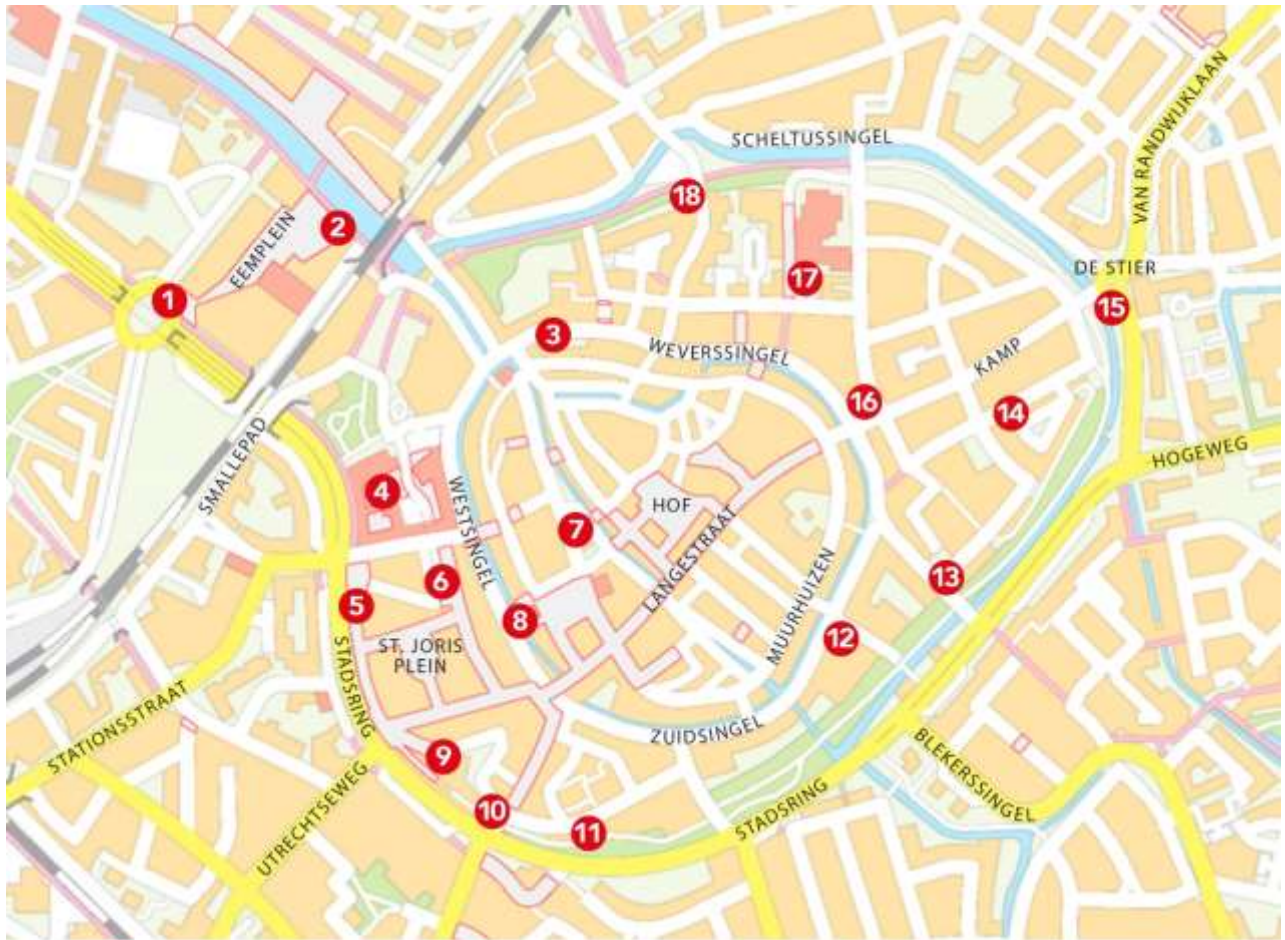 SCHELTUSSINGEL
VAN RANDWIJKLAAN
18
EEMPLEIN
2
DE STIER
17
1
15
3
WEVERSSINGEL
KAMP
16
14
SMALLEPAD
HOGEWEG
4
WESTSINGEL
HOF
7
LANGESTRAAT
6
13
5
8
MUURHUIZEN
12
ST. JORIS
PLEIN
STADSRING
STATIONSSTRAAT
ZUIDSINGEL
9
BLEKERSSINGEL
UTRECHTSEWEG
10
11
STADSRING